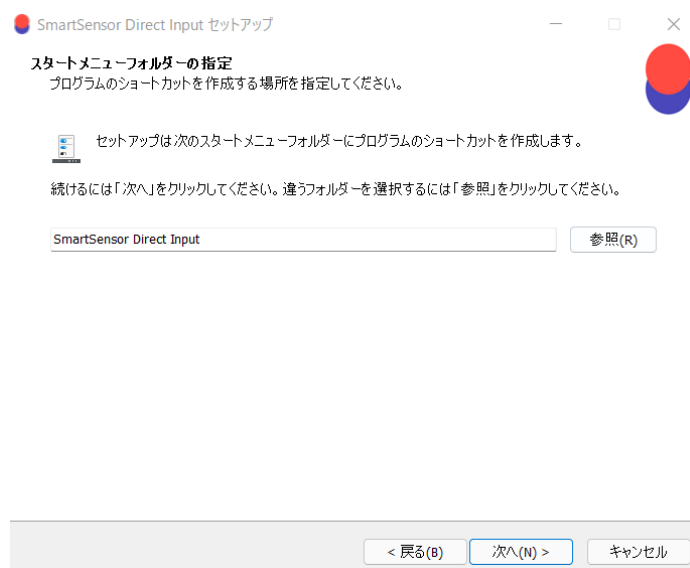 SmartSensor Direct Input セットアップ
スタートメニューフォルダーの指定
プログラムのショートカットを作成する場所を指定してください。
セットアップは次のスタートメニューフォルダーにプログラムのショートカットを作成します。
続けるには「次へ」をクリックしてください。違うフォルダーを選択するには「参照」をクリックしてください。
SmartSensor Direct Input 参照(R)
< 戻る(B) 次へ(N) > キャンセル